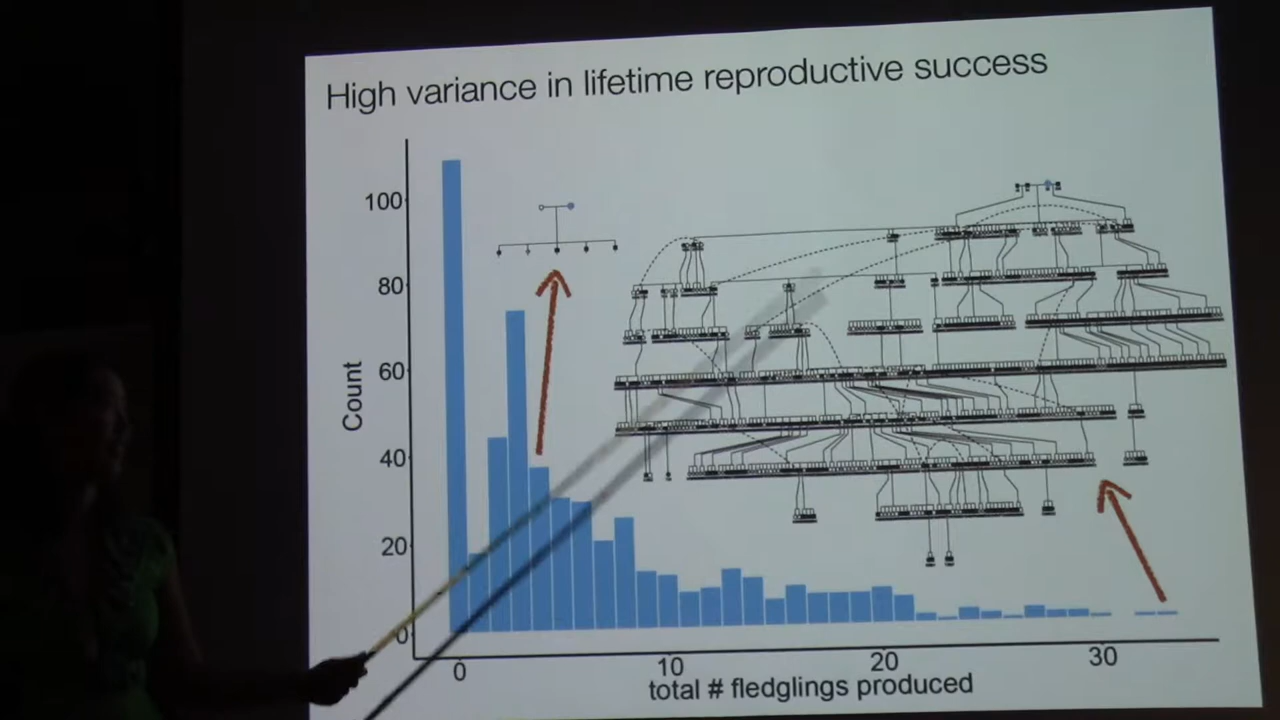 High variance in lifetime reproductive success
100
80
60
40
20
0
Count
0 10 20 30
total # fledglings produced